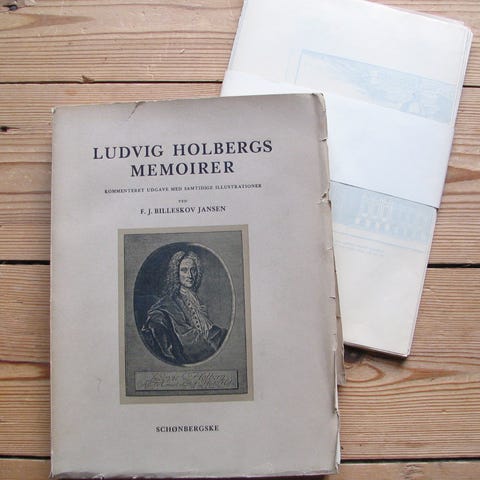 LUDVIG HOLBERGS
MEMOIRER
KOMMENTERET UDGAVE MED SAMTIDIGE ILLUSTRATIONER
VED
F. J. BILLESKOV JANSEN
SCHØNBERGSKE